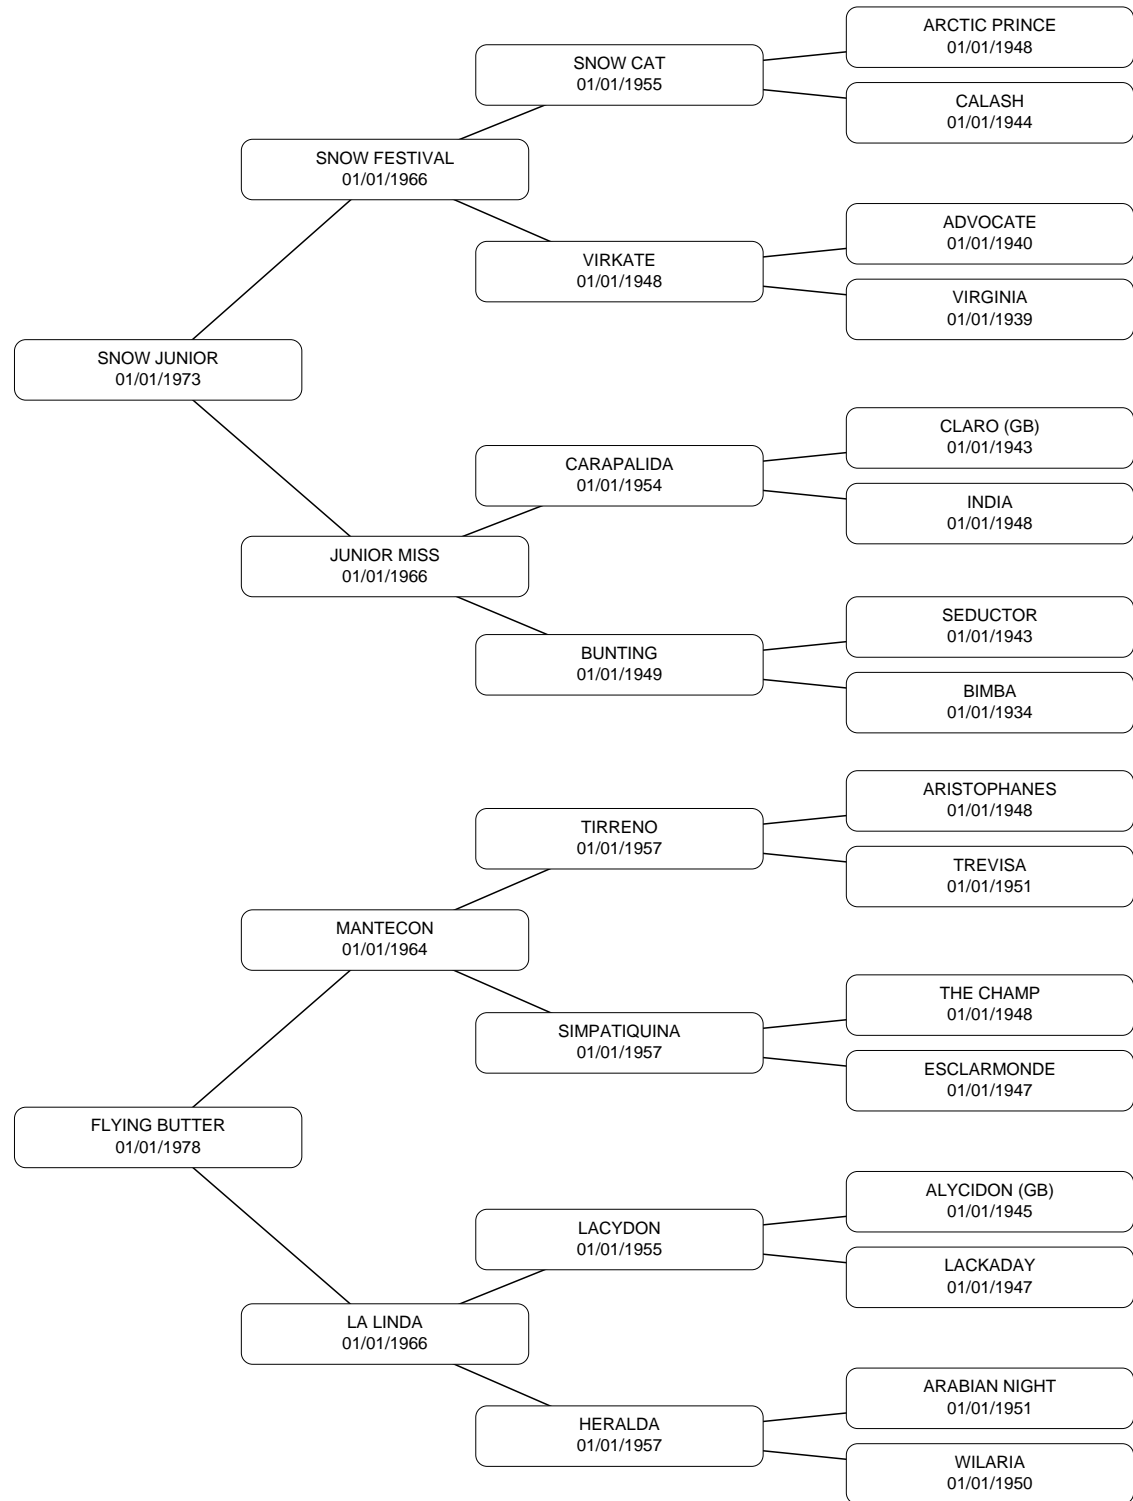 ARCTIC PRINCE
01/01/1948
SNOW CAT
01/01/1955
CALASH
01/01/1944
SNOW FESTIVAL
01/01/1966
ADVOCATE
01/01/1940
VIRKATE
01/01/1948
VIRGINIA
01/01/1939
SNOW JUNIOR
01/01/1973
CLARO (GB)
01/01/1943
CARAPALIDA
01/01/1954
INDIA
01/01/1948
JUNIOR MISS
01/01/1966
SEDUCTOR
01/01/1943
BUNTING
01/01/1949
BIMBA
01/01/1934
ARISTOPHANES
01/01/1948
TIRRENO
01/01/1957
TREVISA
01/01/1951
MANTECON
01/01/1964
THE CHAMP
01/01/1948
SIMPATIQUINA
01/01/1957
ESCLARMONDE
01/01/1947
FLYING BUTTER
01/01/1978
ALYCIDON (GB)
01/01/1945
LACYDON
01/01/1955
LACKADAY
01/01/1947
LA LINDA
01/01/1966
ARABIAN NIGHT
01/01/1951
HERALDA
01/01/1957
WILARIA
01/01/1950